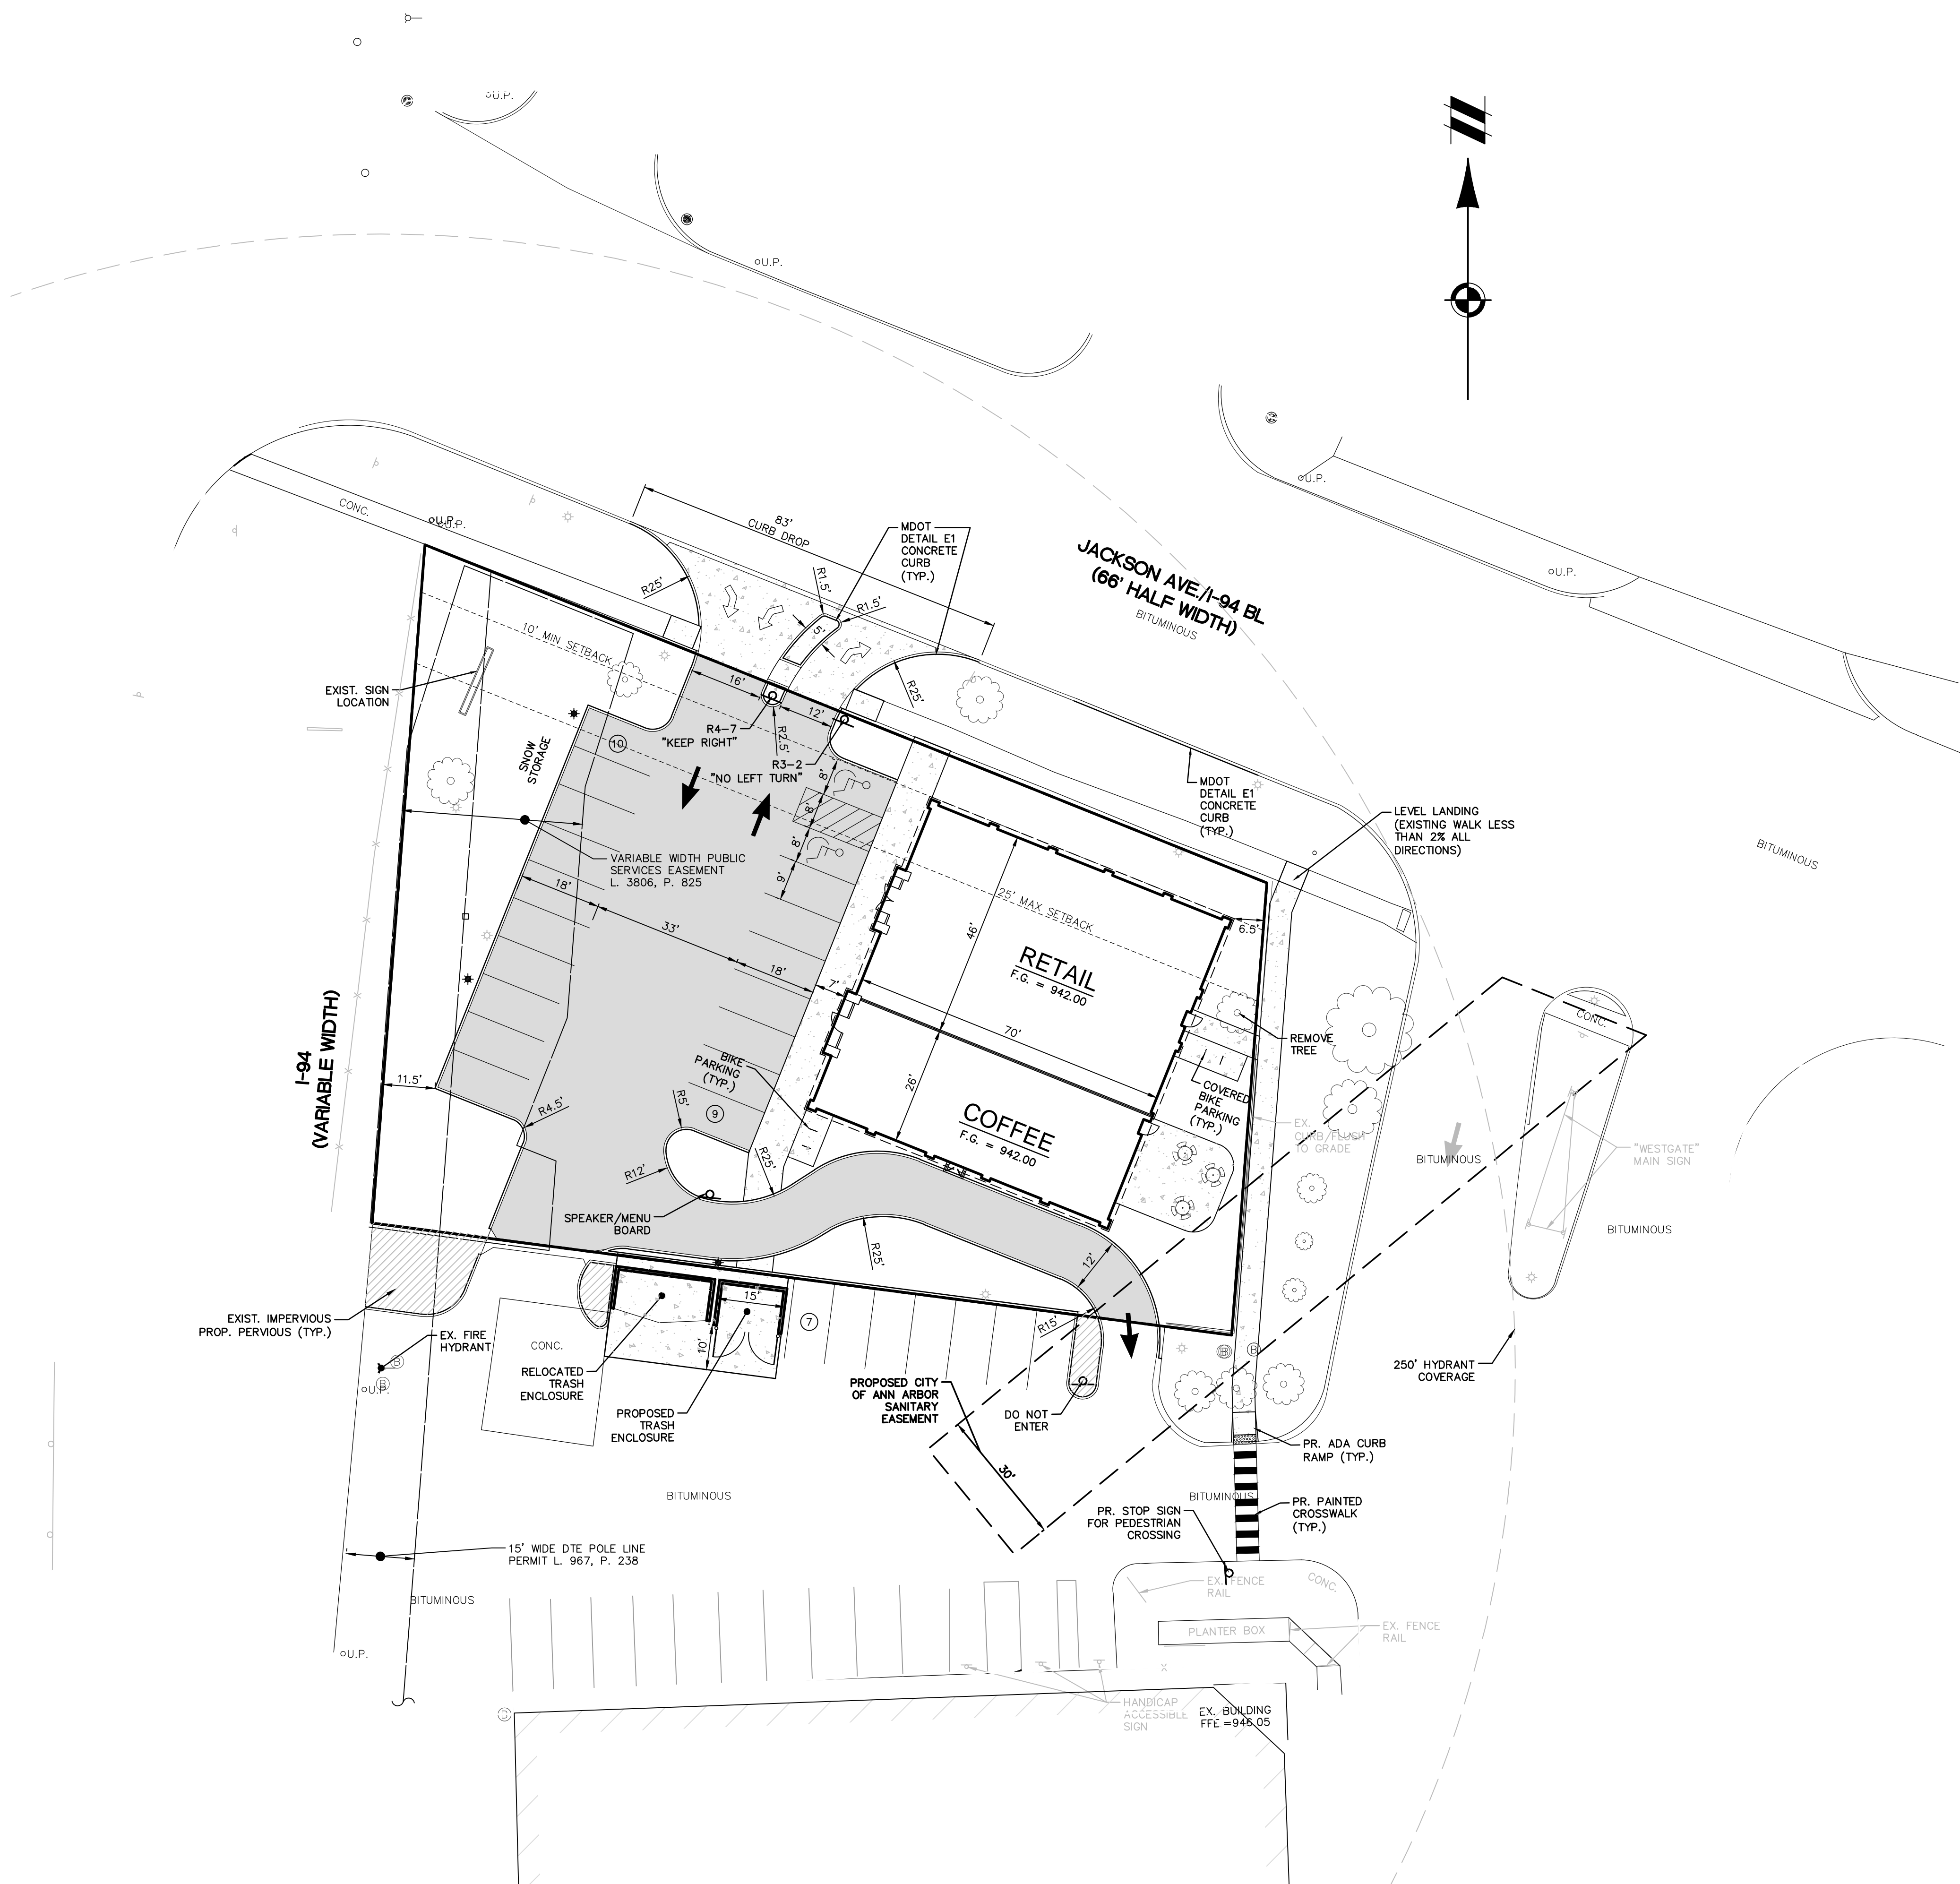 U.P.
U.P.
U.P.
U.P.
CONC.
U.P.
U.P.
83'
CURB DROP
MDOT
DETAIL E1
CONCRETE
CURB
(TYP.)
JACKSON AVE./I-94 BL
(66' HALF WIDTH)
BITUMINOUS
R25'
R1.5'
R1.5'
5'
10' MIN SETBACK
EXIST. SIGN
LOCATION
16'
12'
R25'
R2.5'
R4-7
"KEEP RIGHT"
R3-2
"NO LEFT TURN"
10
SNOW
STORAGE
8'
8'
8'
9'
MDOT
DETAIL E1
CONCRETE
CURB
(TYP.)
LEVEL LANDING
(EXISTING WALK LESS
THAN 2% ALL
DIRECTIONS)
BITUMINOUS
VARIABLE WIDTH PUBLIC
SERVICES EASEMENT
L. 3806, P. 825
18'
33'
18'
7'
46'
25' MAX SETBACK
6.5'
RETAIL
F.G. = 942.00
70'
26'
COFFEE
F.G. = 942.00
I-94
(VARIABLE WIDTH)
11.5'
R4.5'
BIKE
PARKING
(TYP.)
9
R5'
R12'
R25'
SPEAKER/MENU
BOARD
R25'
12'
REMOVE
TREE
COVERED
BIKE
PARKING
(TYP.)
EX.
CURB/FLUSH
TO GRADE
CONC.
BITUMINOUS
"WESTGATE"
MAIN SIGN
BITUMINOUS
EXIST. IMPERVIOUS
PROP. PERVIOUS (TYP.)
EX. FIRE
HYDRANT
B
B
U.P.
CONC.
15'
10'
7
R15'
RELOCATED
TRASH
ENCLOSURE
PROPOSED
TRASH
ENCLOSURE
PROPOSED CITY
OF ANN ARBOR
SANITARY
EASEMENT
DO NOT
ENTER
250' HYDRANT
COVERAGE
30'
PR. ADA CURB
RAMP (TYP.)
BITUMINOUS
BITUMINOUS
PR. STOP SIGN
FOR PEDESTRIAN
CROSSING
PR. PAINTED
CROSSWALK
(TYP.)
15' WIDE DTE POLE LINE
PERMIT L. 967, P. 238
BITUMINOUS
U.P.
EX. FENCE
RAIL
CONC.
PLANTER BOX
EX. FENCE
RAIL
HANDICAP
ACCESSIBLE
SIGN
EX. BUILDING
FFE =946.05